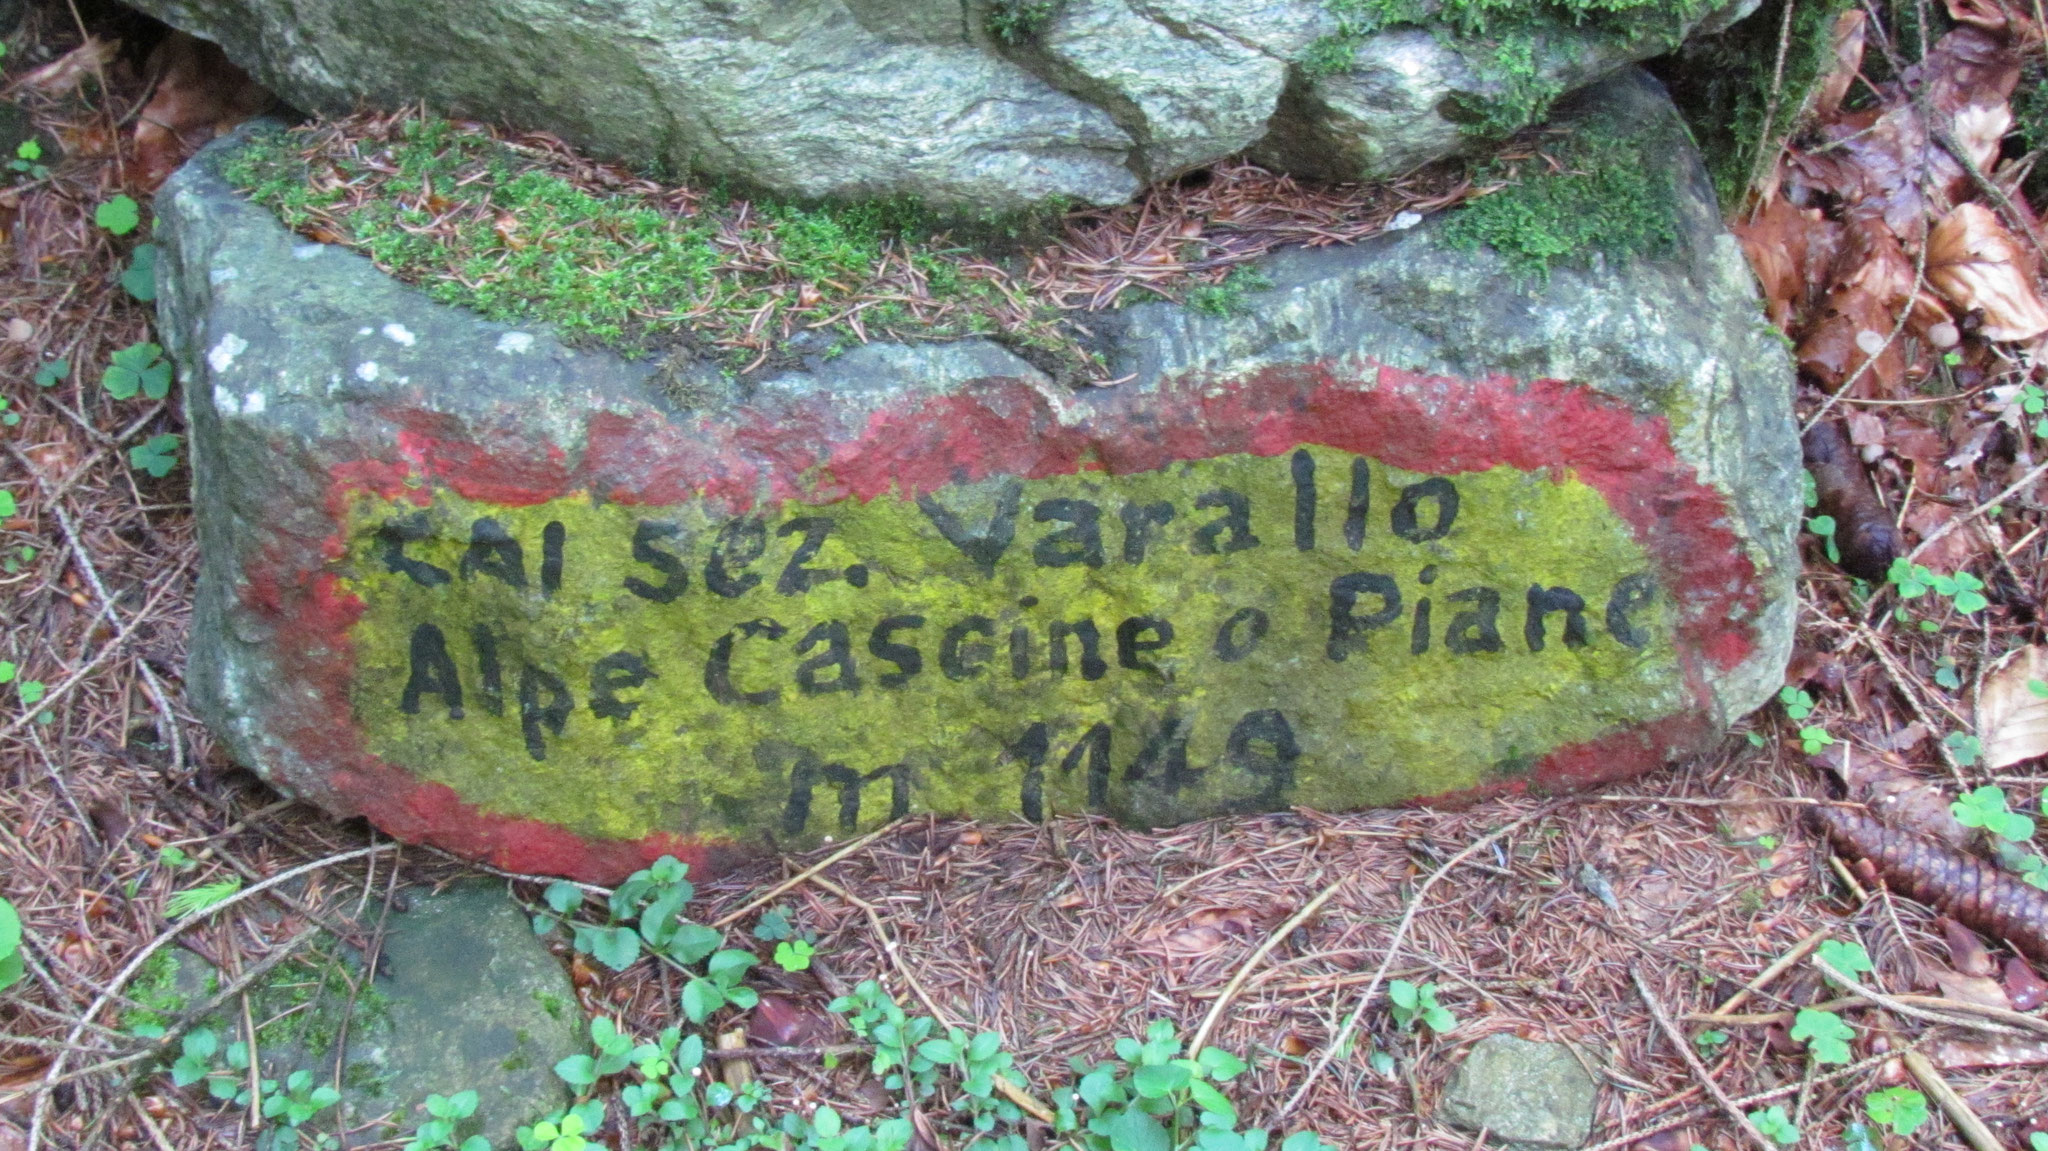 CAI sez. Varallo
Alpe Cascine o Piane
m 1149